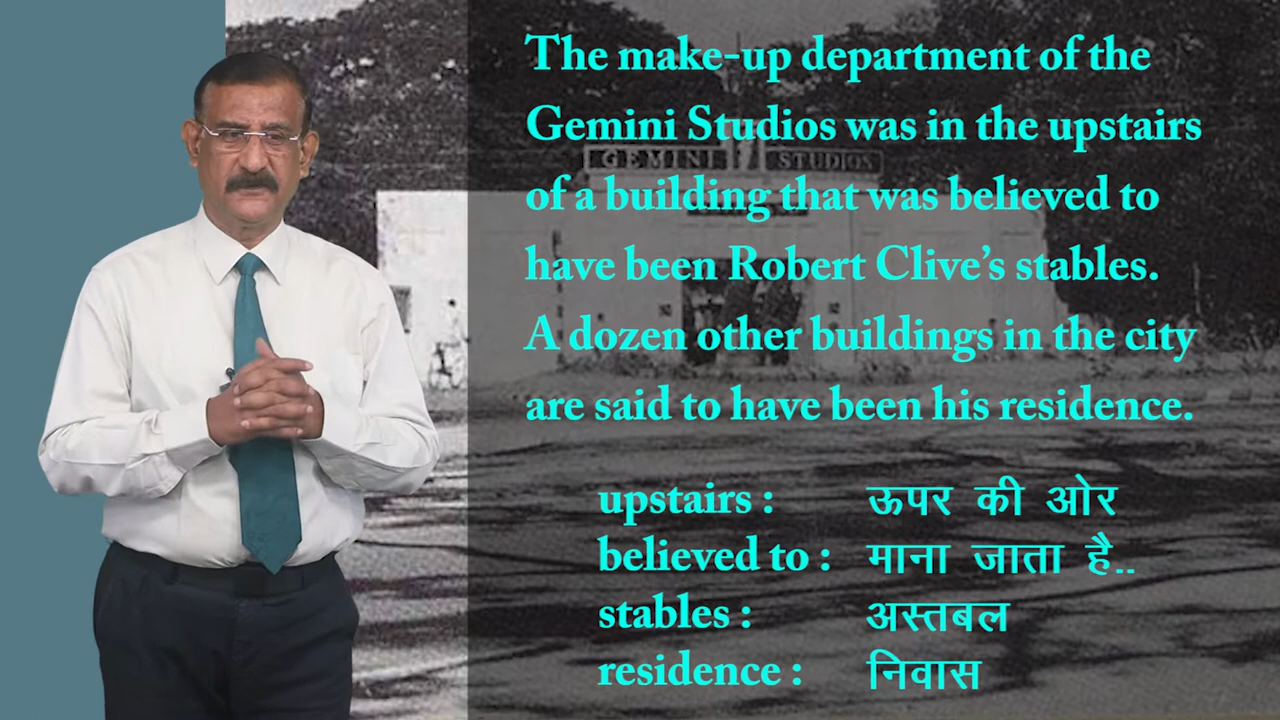 The make-up department of the
Gemini Studios was in the upstairs
of a building that was believed to
have been Robert Clive’s stables.
A dozen other buildings in the city
are said to have been his residence.
upstairs : ऊपर की ओर
believed to : माना जाता है..
stables : अस्तबल
residence : निवास
GEMINI STUDIOS